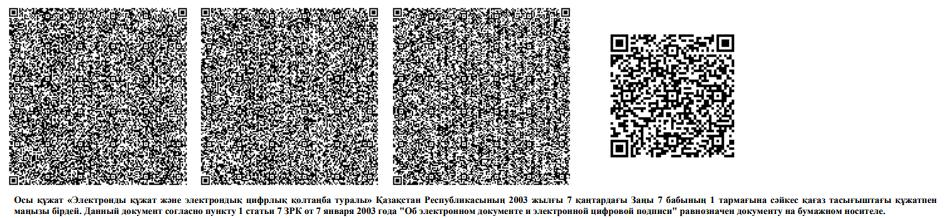 Осы құжат «Электронды құжат және электрондық цифрлық қолтаңба туралы» Қазақстан Республикасының 2003 жылғы 7 қаңтардағы Заңы 7 бабының 1 тармағына сәйкес қағаз тасығыштағы құжатпен
маңызы бірдей. Данный документ согласно пункту 1 статьи 7 ЗРК от 7 января 2003 года "Об электронном документе и электронной цифровой подписи" равнозначен документу на бумажном носителе.